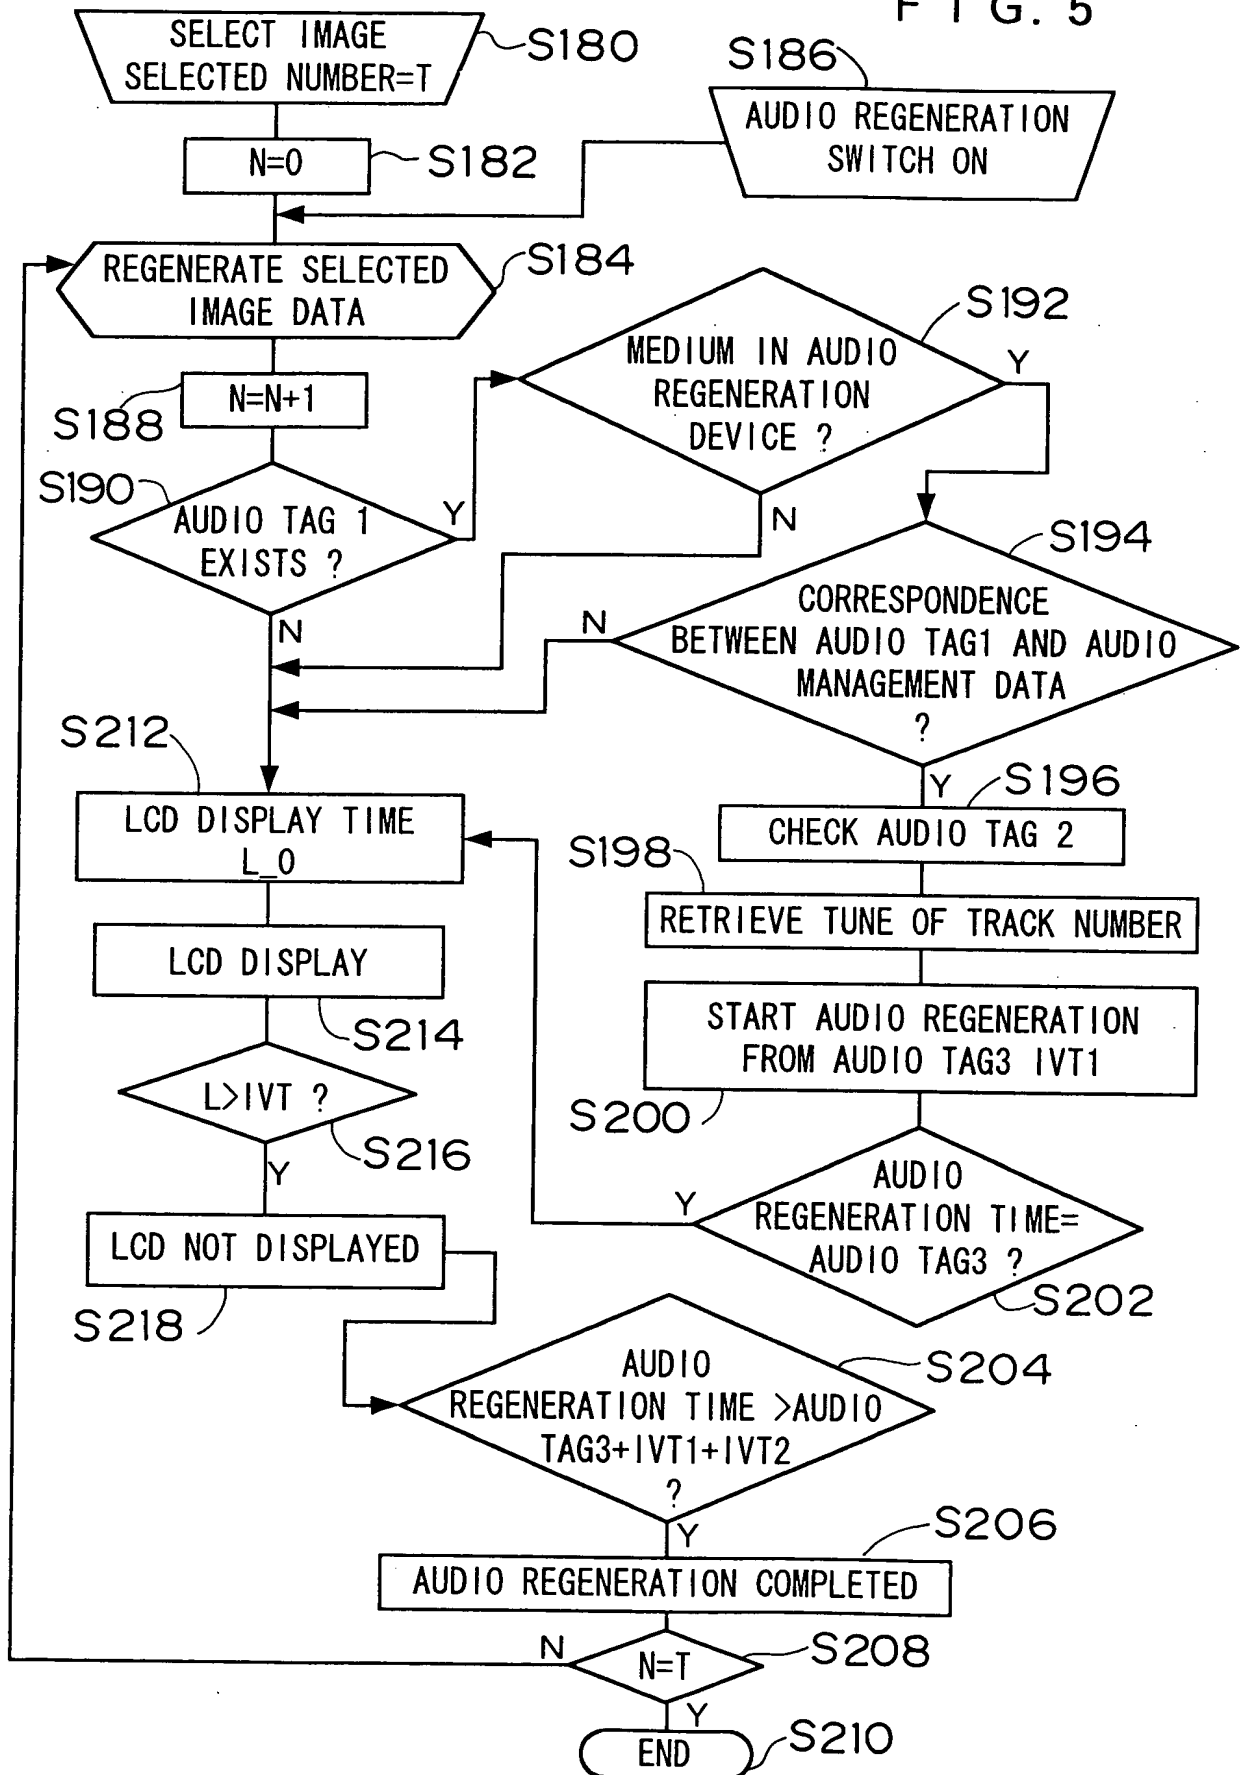 FIG. 5
SELECT IMAGE
SELECTED NUMBER=T
S180
S186
AUDIO REGENERATION
SWITCH ON
N=0
S182
REGENERATE SELECTED
IMAGE DATA
S184
S192
MEDIUM IN AUDIO
REGENERATION
DEVICE ?
Y
N
N=N+1
S188
S190
AUDIO TAG 1
EXISTS ?
Y
N
S194
CORRESPONDENCE
BETWEEN AUDIO TAG1 AND AUDIO
MANAGEMENT DATA
?
N
Y
S196
CHECK AUDIO TAG 2
S212
LCD DISPLAY TIME
L_0
S198
RETRIEVE TUNE OF TRACK NUMBER
LCD DISPLAY
S214
START AUDIO REGENERATION
FROM AUDIO TAG3 IVT1
S200
L>IVT ?
S216
Y
AUDIO
REGENERATION TIME=
AUDIO TAG3 ?
Y
S202
LCD NOT DISPLAYED
S218
S204
AUDIO
REGENERATION TIME >AUDIO
TAG3+IVT1+IVT2
?
Y
S206
AUDIO REGENERATION COMPLETED
N
N=T
S208
Y
END
S210